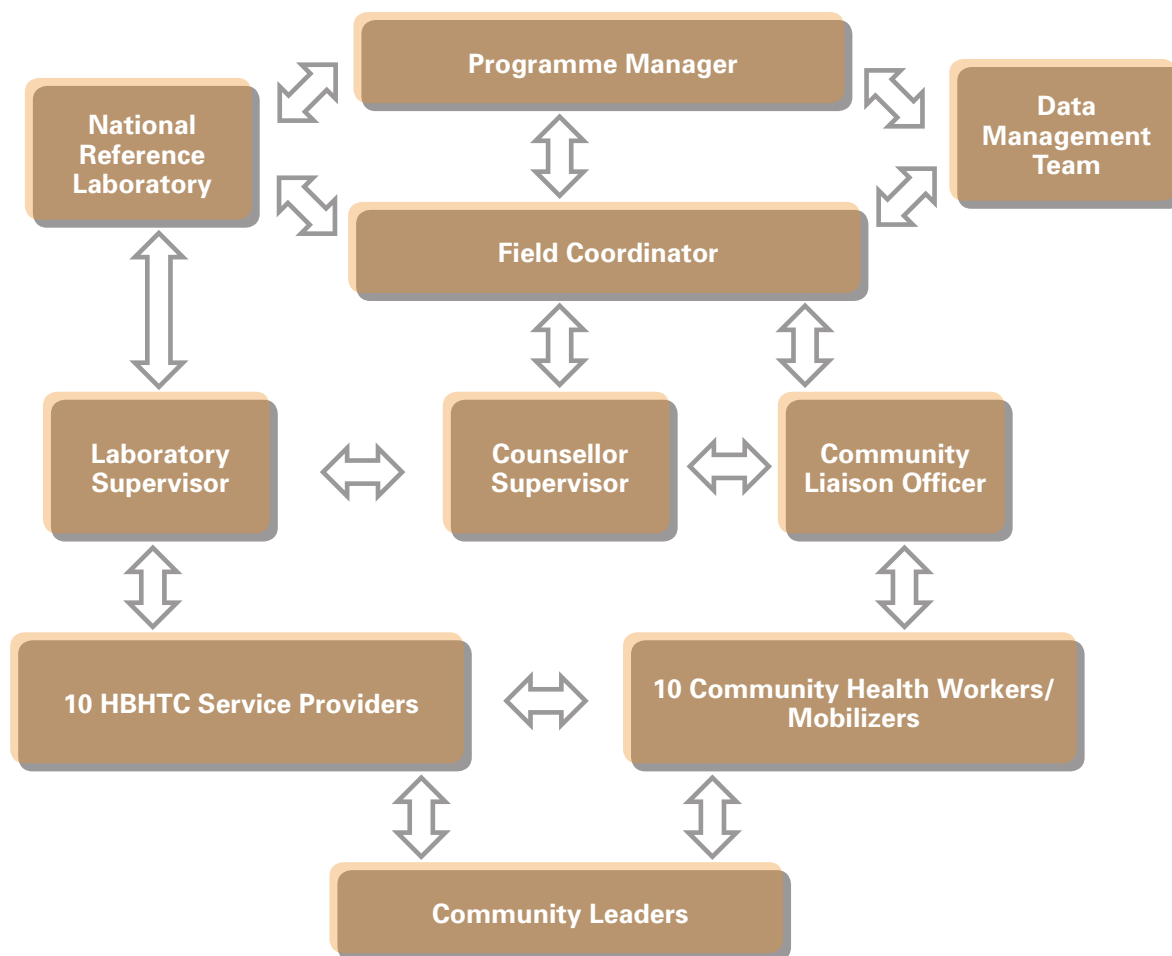 Programme Manager
National
Reference
Laboratory
Data
Management
Team
Field Coordinator
Laboratory
Supervisor
Counsellor
Supervisor
Community
Liaison Officer
10 HBHTC Service Providers
10 Community Health Workers/
Mobilizers
Community Leaders